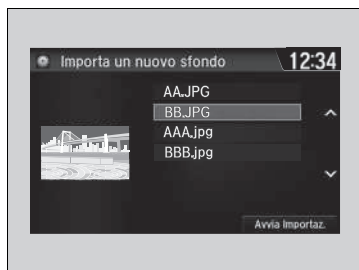 Importa un nuovo sfondo
12:34
AA.JPG
BB.JPG
AAA.jpg
BBB.jpg
Avvia Importaz.